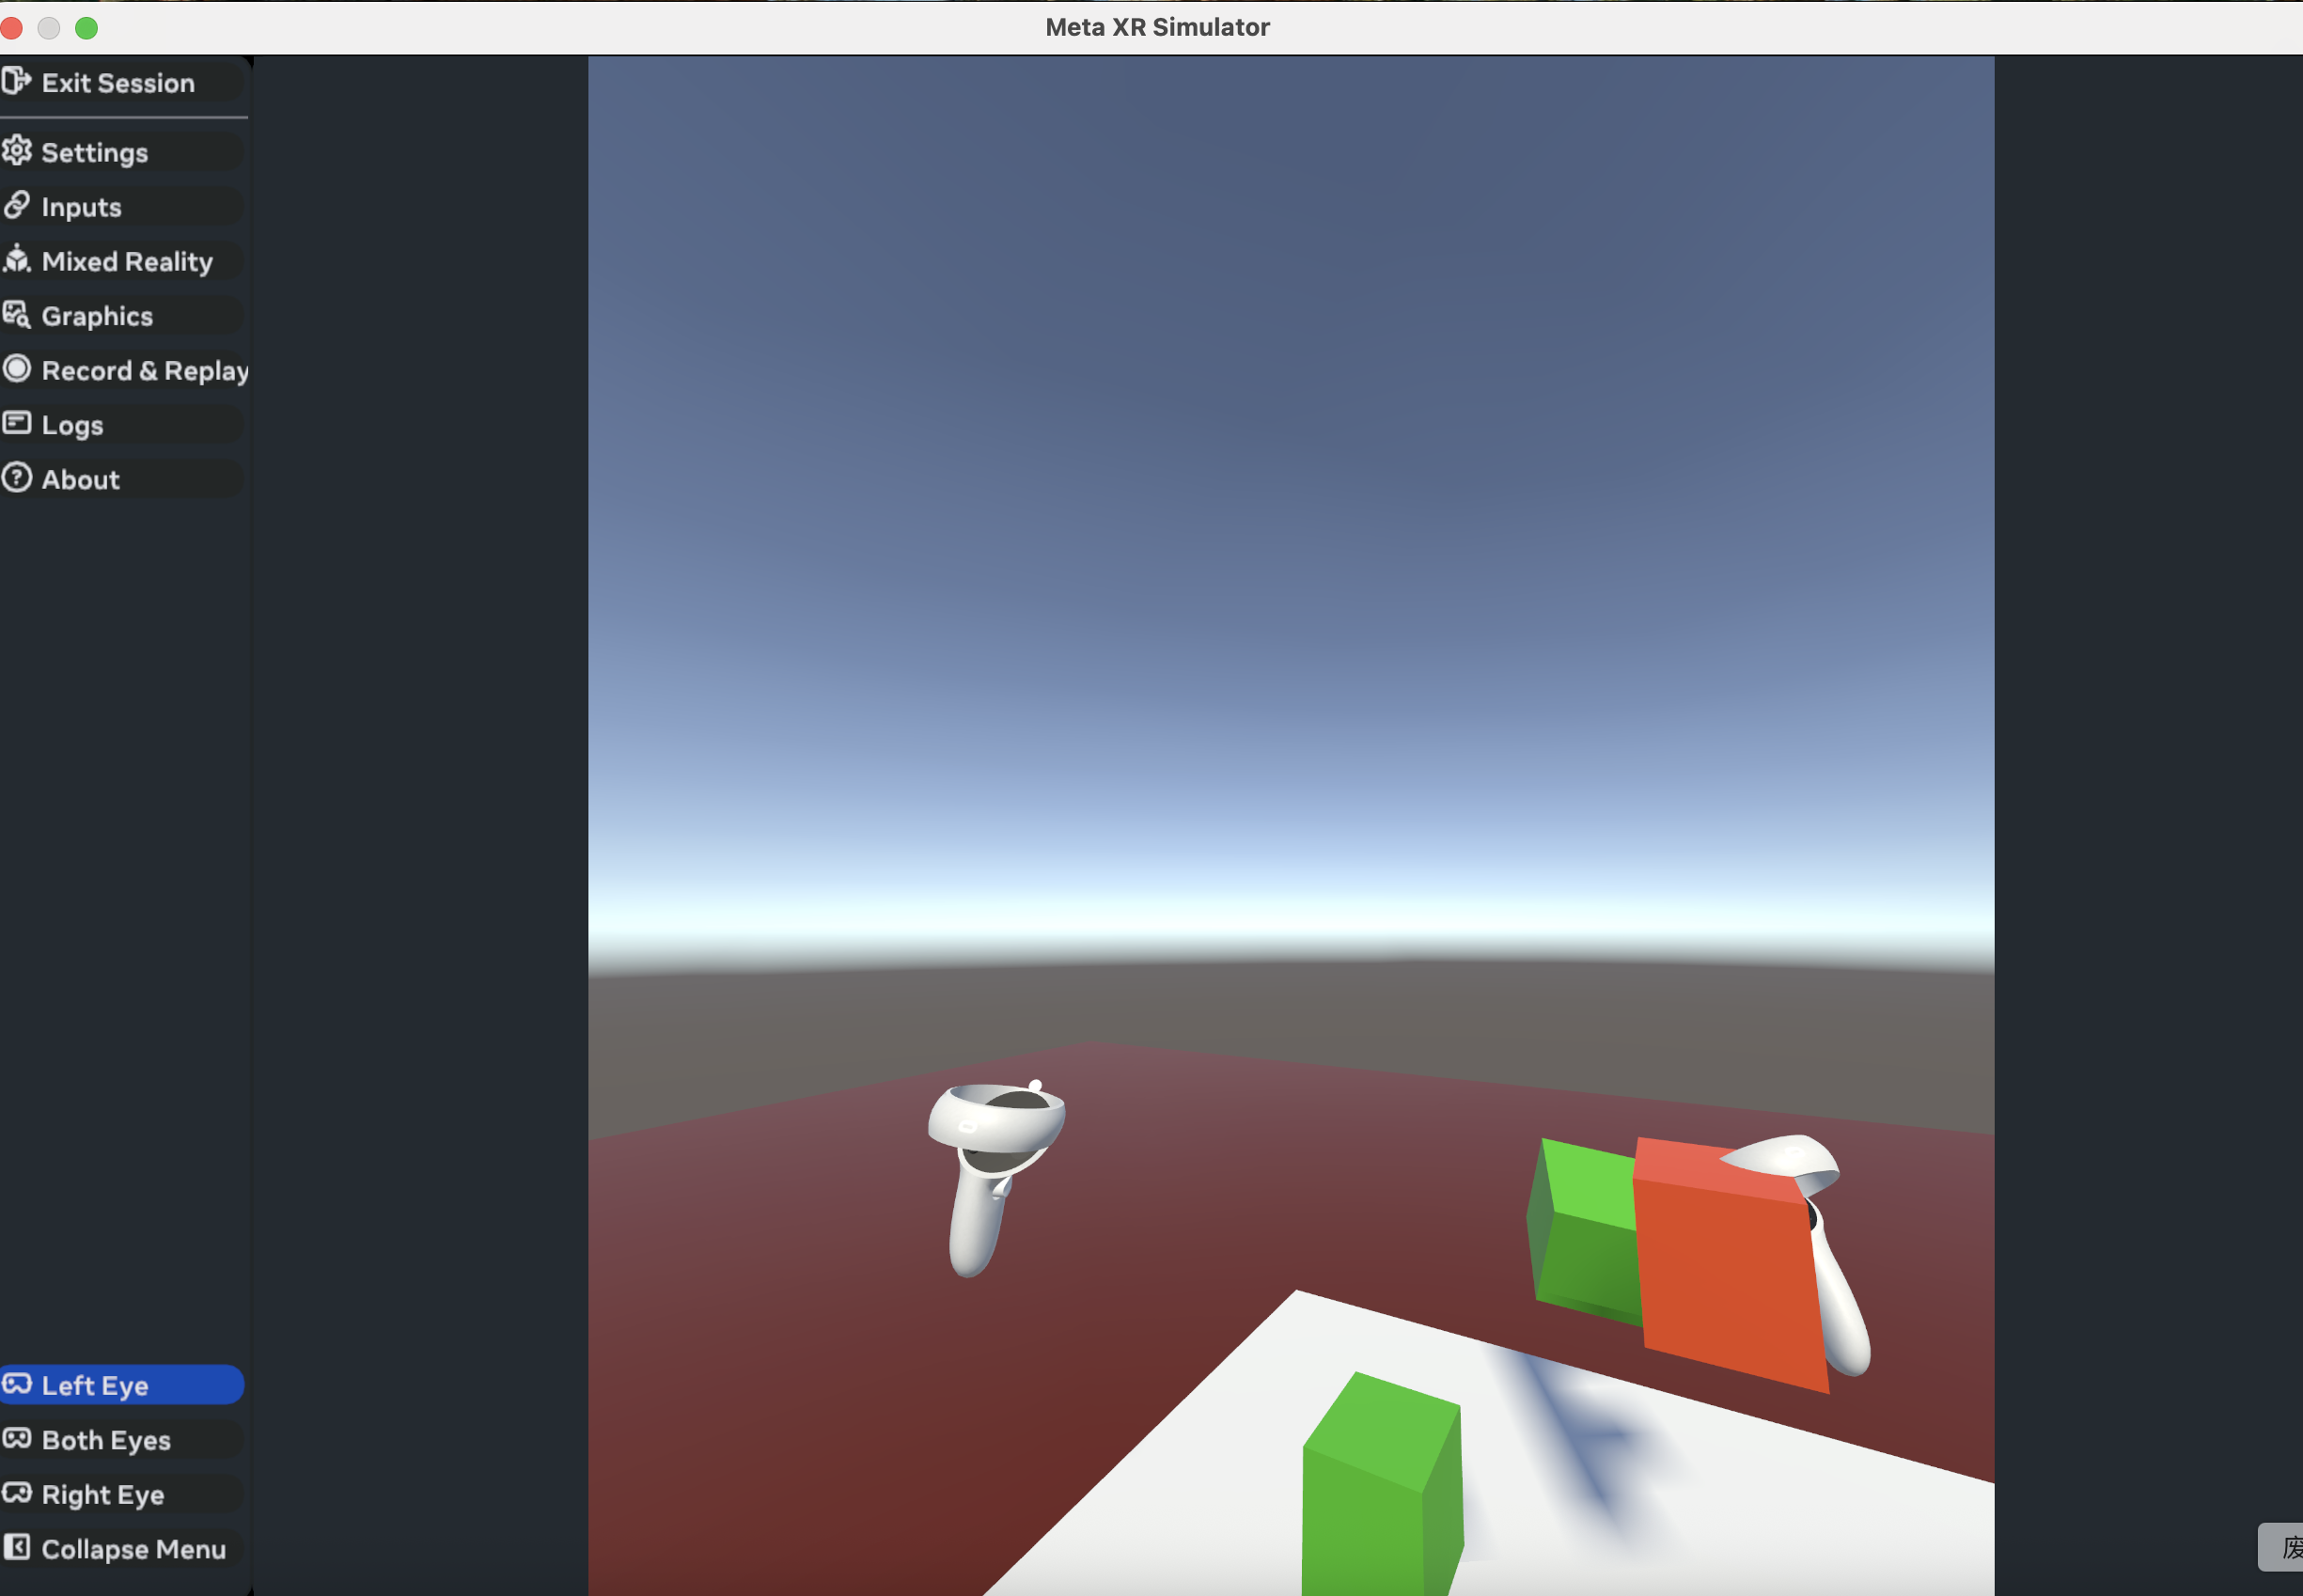 Meta XR Simulator
Exit Session
Settings
Inputs
Mixed Reality
Graphics
Record & Replay
Logs
About
Left Eye
Both Eyes
Right Eye
Collapse Menu
废